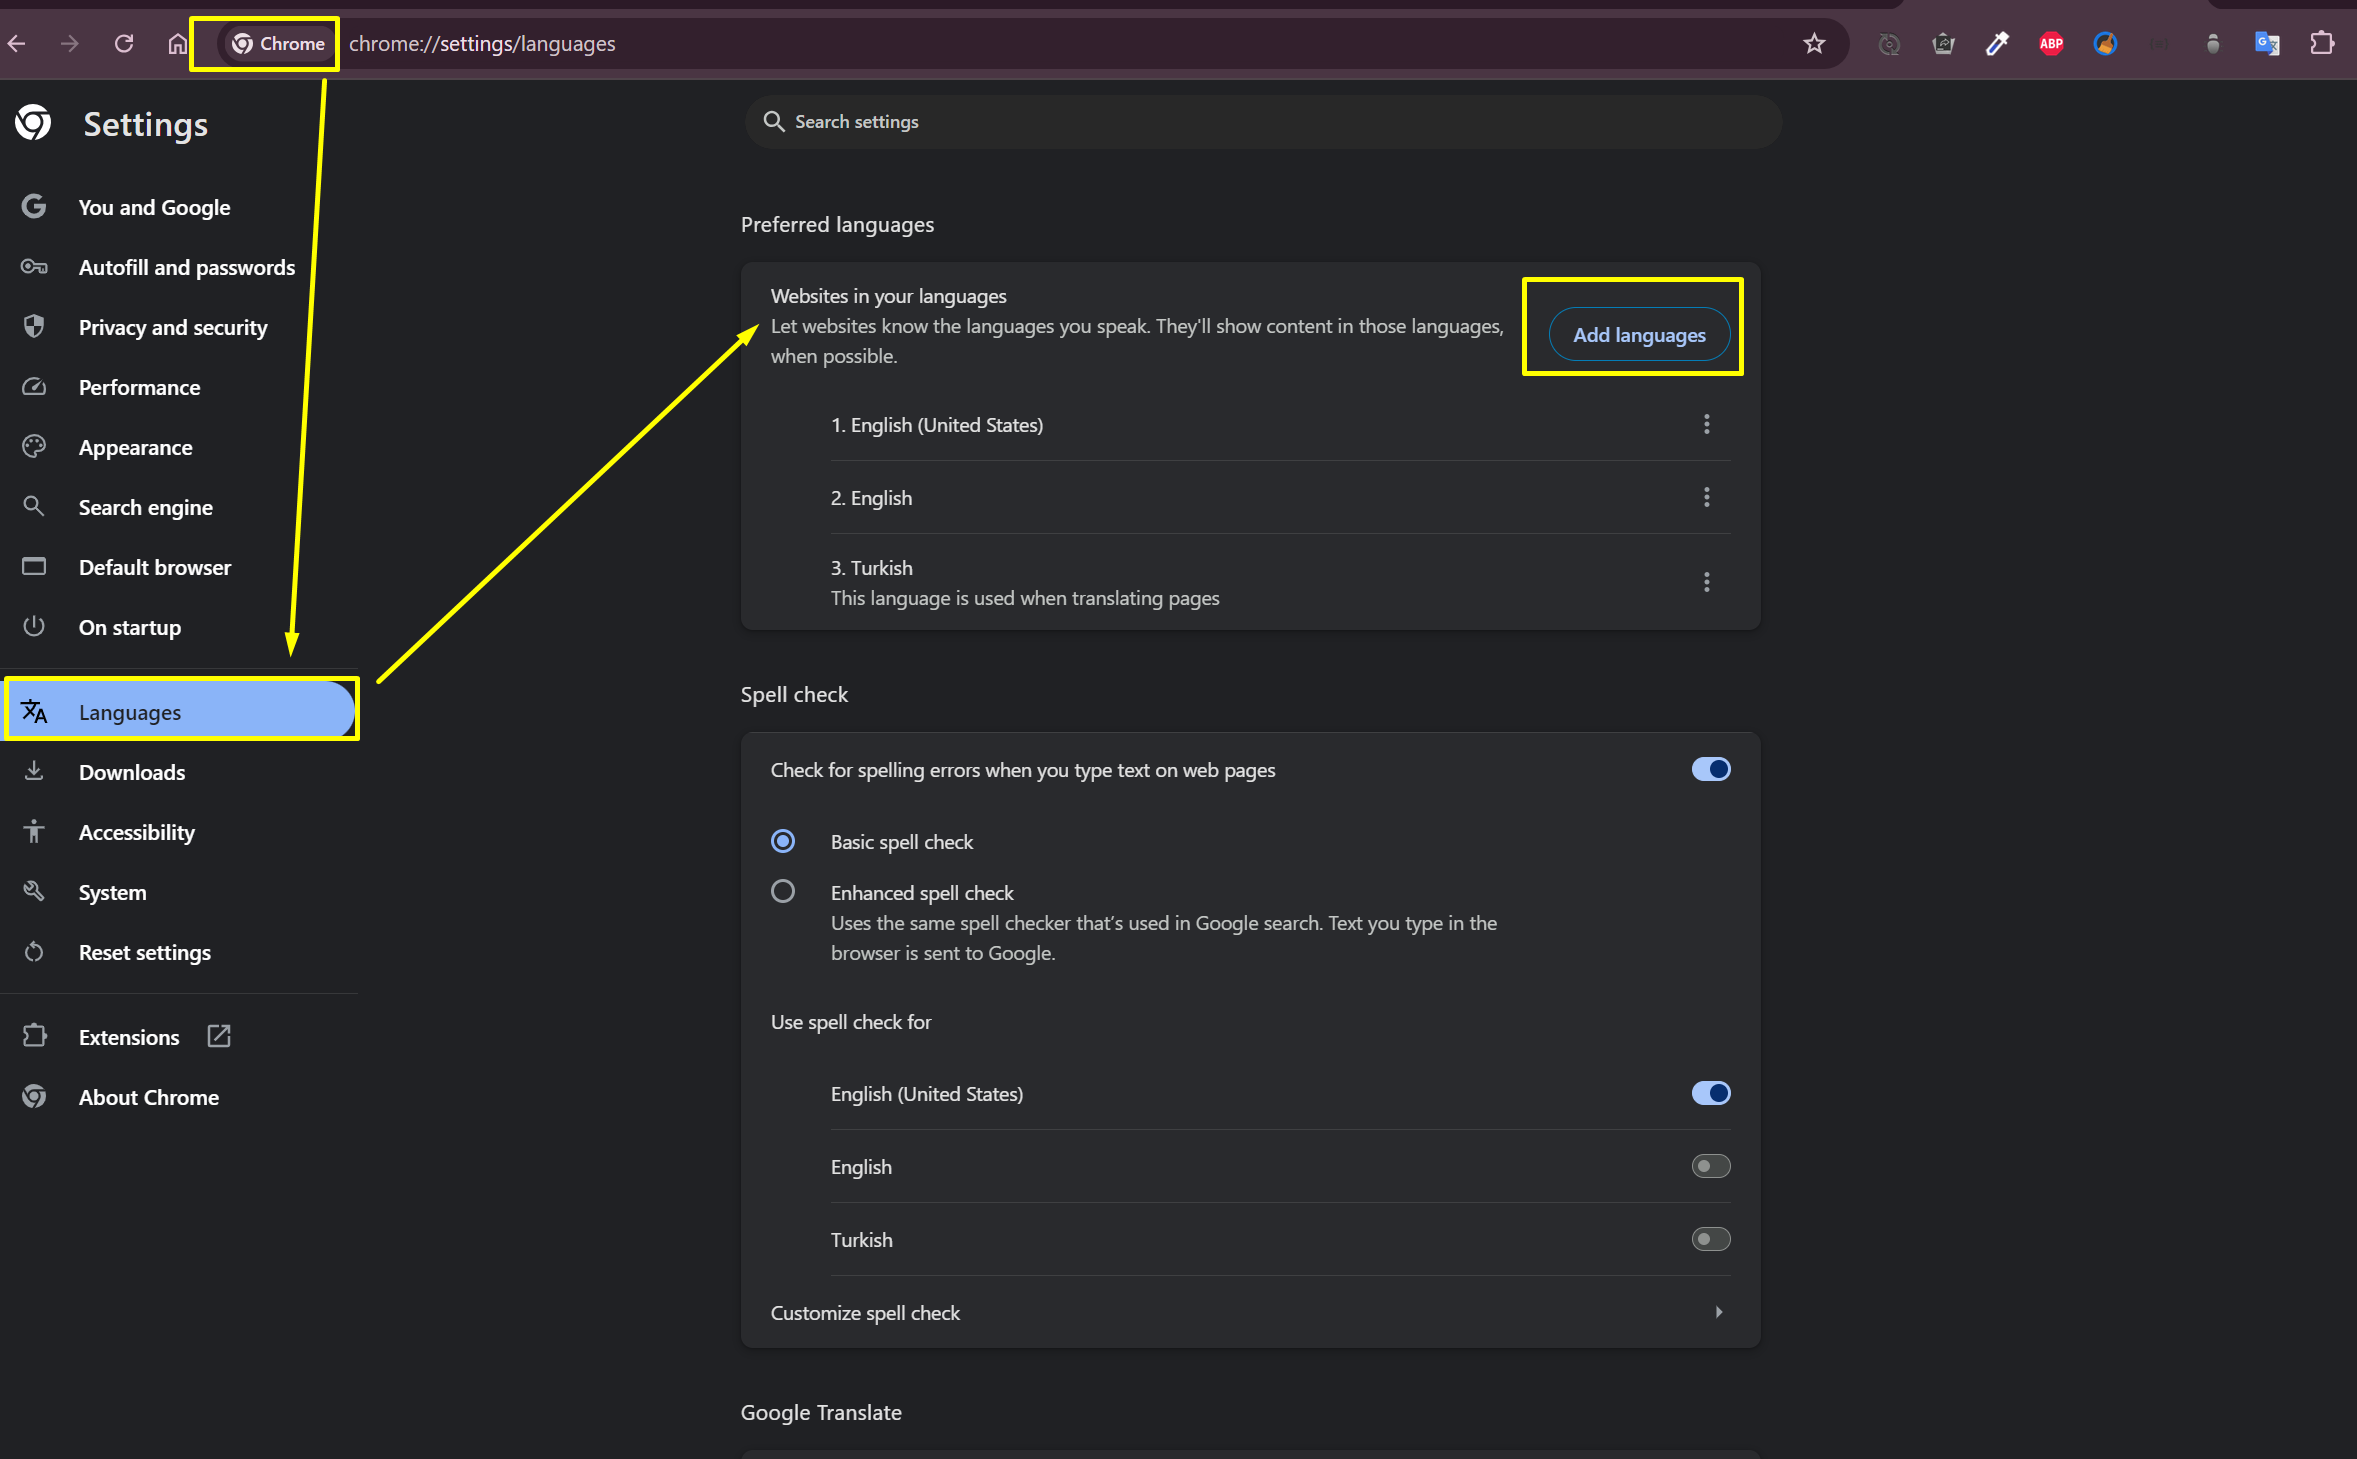 Chrome
chrome://settings/languages
ABP
Settings
Search settings
You and Google
Autofill and passwords
Privacy and security
Performance
Appearance
Search engine
Default browser
On startup
Languages
Downloads
Accessibility
System
Reset settings
Extensions
About Chrome
Preferred languages
Websites in your languages
Let websites know the languages you speak. They'll show content in those languages,
when possible.
Add languages
1. English (United States)
2. English
3. Turkish
This language is used when translating pages
Spell check
Check for spelling errors when you type text on web pages
Basic spell check
Enhanced spell check
Uses the same spell checker that’s used in Google search. Text you type in the
browser is sent to Google.
Use spell check for
English (United States)
English
Turkish
Customize spell check
Google Translate